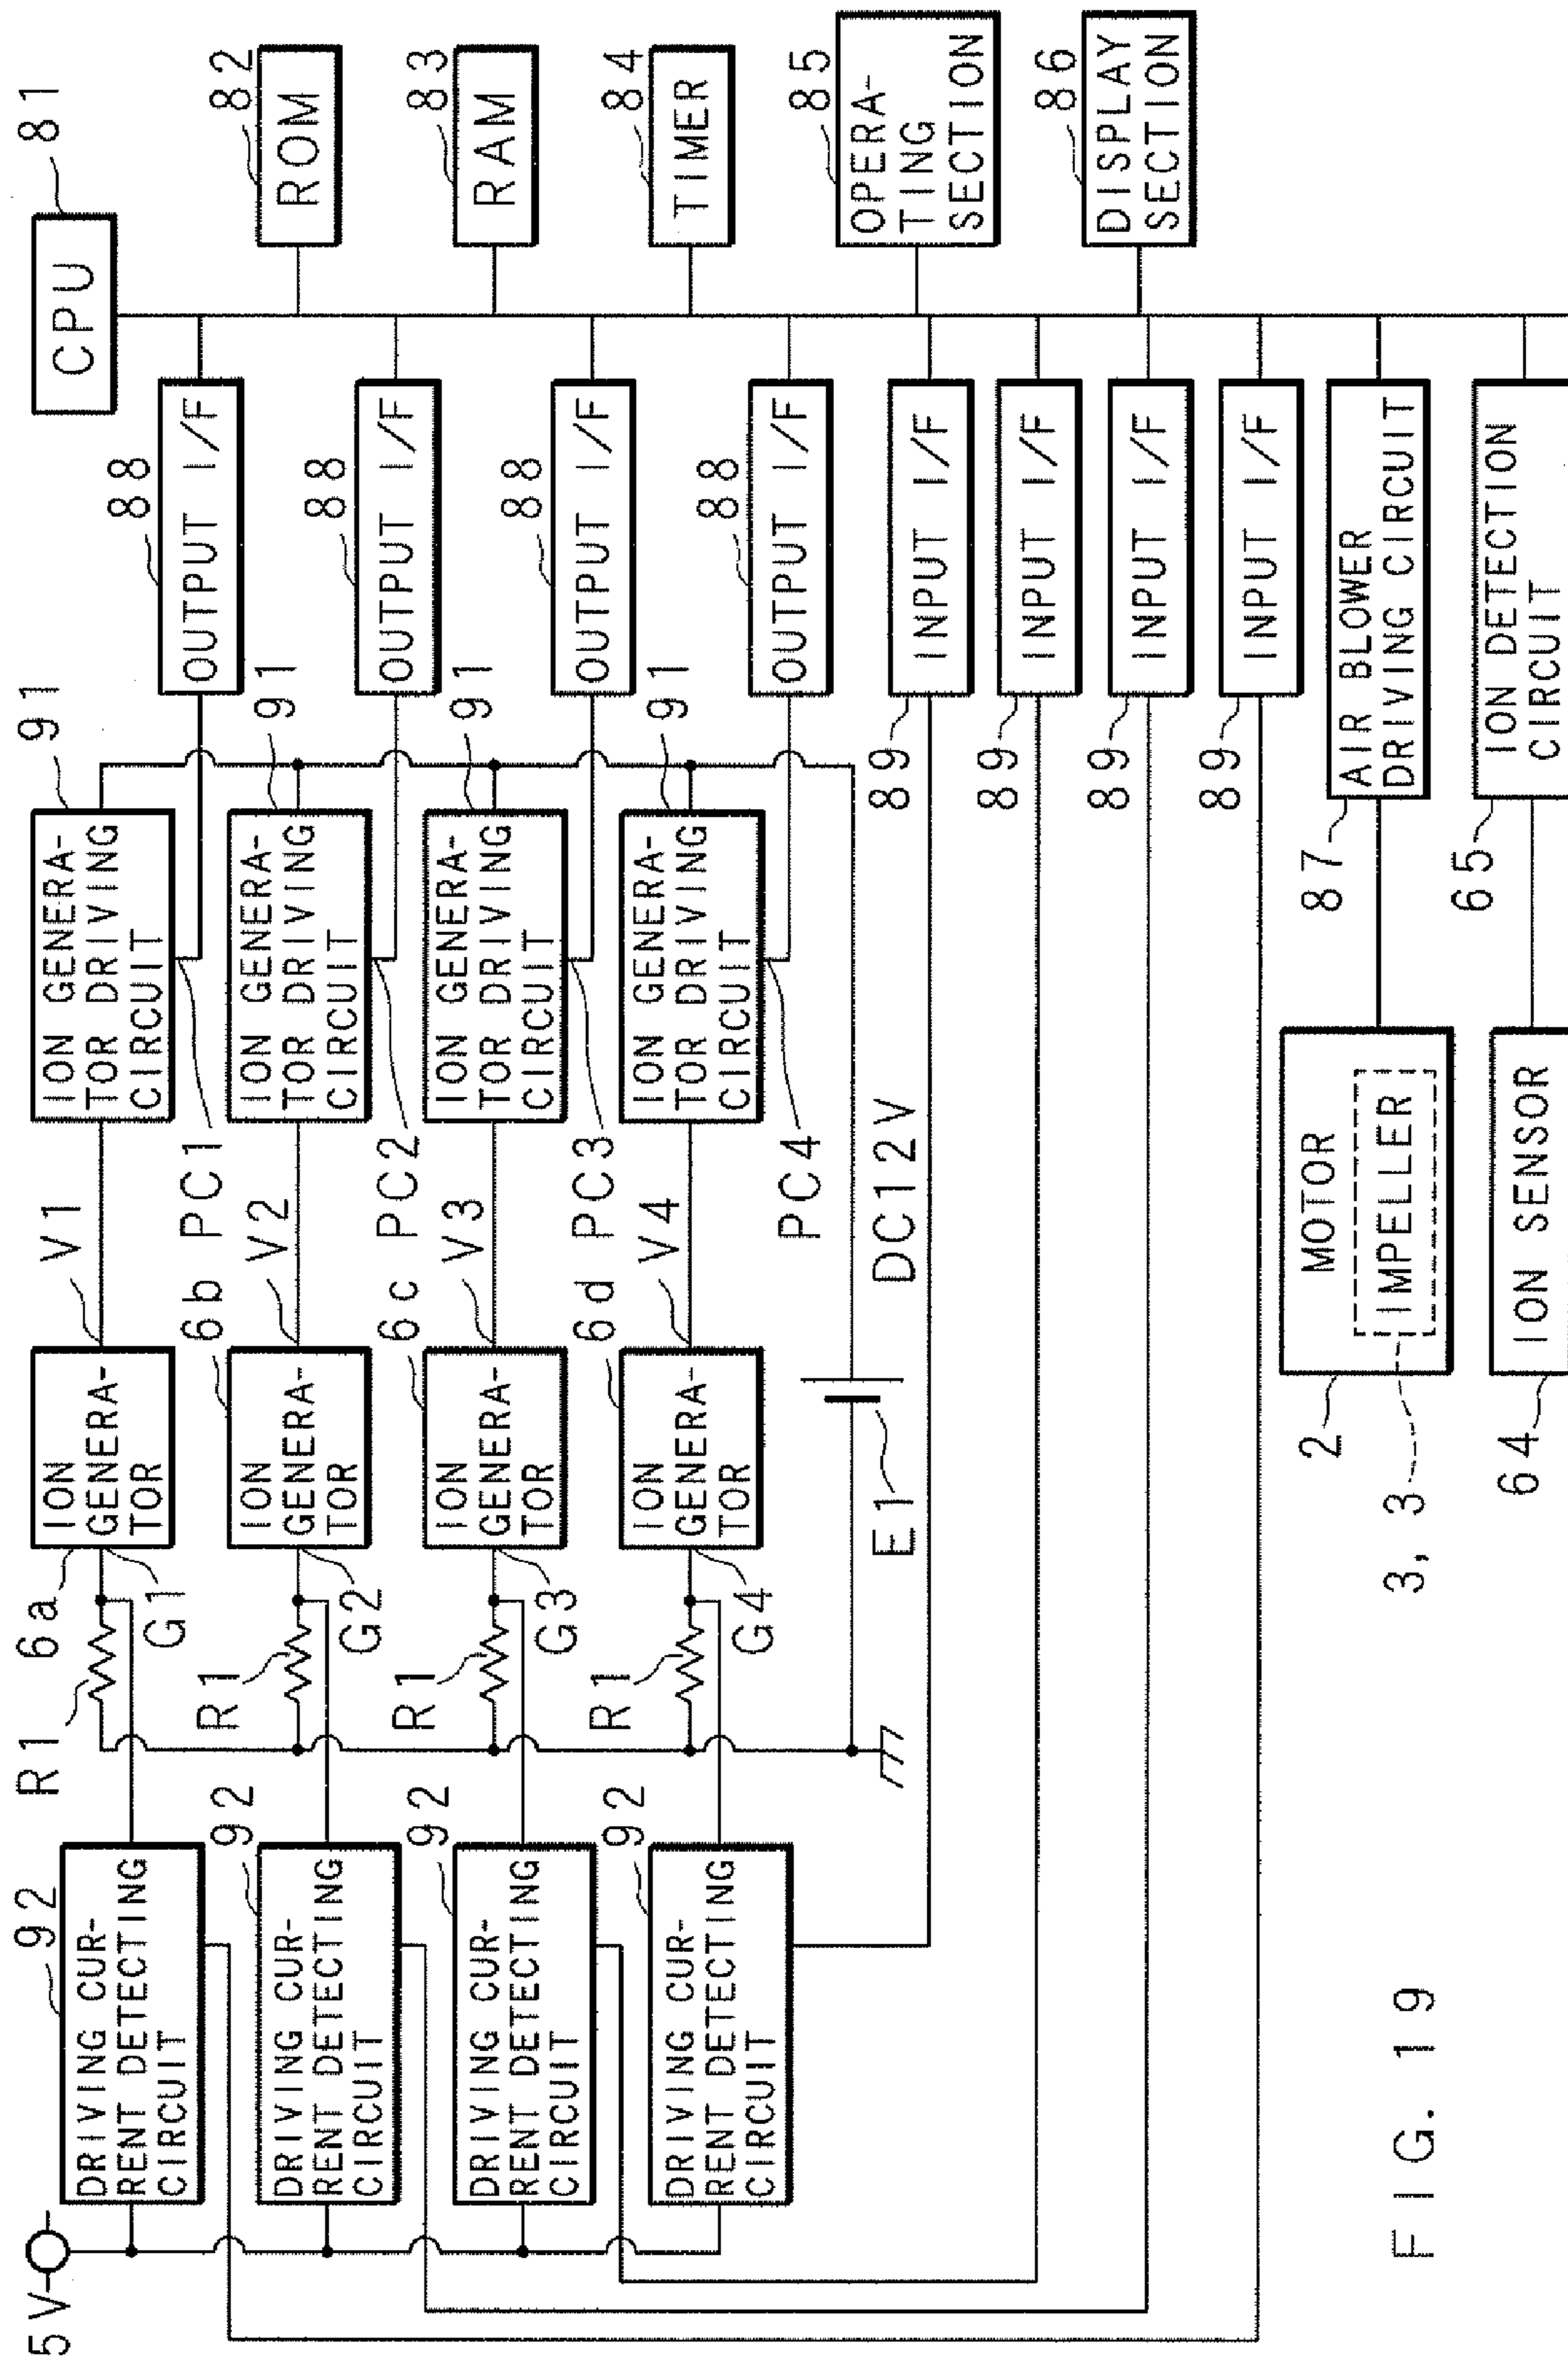 CPU
81
ROM
82
RAM
83
TIMER
84
OPERA-
TING
SECTION
85
DISPLAY
SECTION
86
OUTPUT I/F
88
OUTPUT I/F
88
OUTPUT I/F
88
OUTPUT I/F
88
INPUT I/F
89
INPUT I/F
89
INPUT I/F
89
INPUT I/F
89
AIR BLOWER
DRIVING CIRCUIT
87
ION DETECTION
CIRCUIT
65
ION GENERA-
TOR DRIVING
CIRCUIT
91
PC1
ION GENERA-
TOR DRIVING
CIRCUIT
91
PC2
ION GENERA-
TOR DRIVING
CIRCUIT
91
PC3
ION GENERA-
TOR DRIVING
CIRCUIT
91
PC4
V1
V2
V3
V4
DC12V
E1
MOTOR
IMPELLER
2
3, 3
ION SENSOR
64
ION
GENERA-
TOR
6a
G1
ION
GENERA-
TOR
6b
G2
ION
GENERA-
TOR
6c
G3
ION
GENERA-
TOR
6d
G4
R1
R1
R1
R1
DRIVING CUR-
RENT DETECTING
CIRCUIT
92
DRIVING CUR-
RENT DETECTING
CIRCUIT
92
DRIVING CUR-
RENT DETECTING
CIRCUIT
92
DRIVING CUR-
RENT DETECTING
CIRCUIT
92
5V
FIG. 19